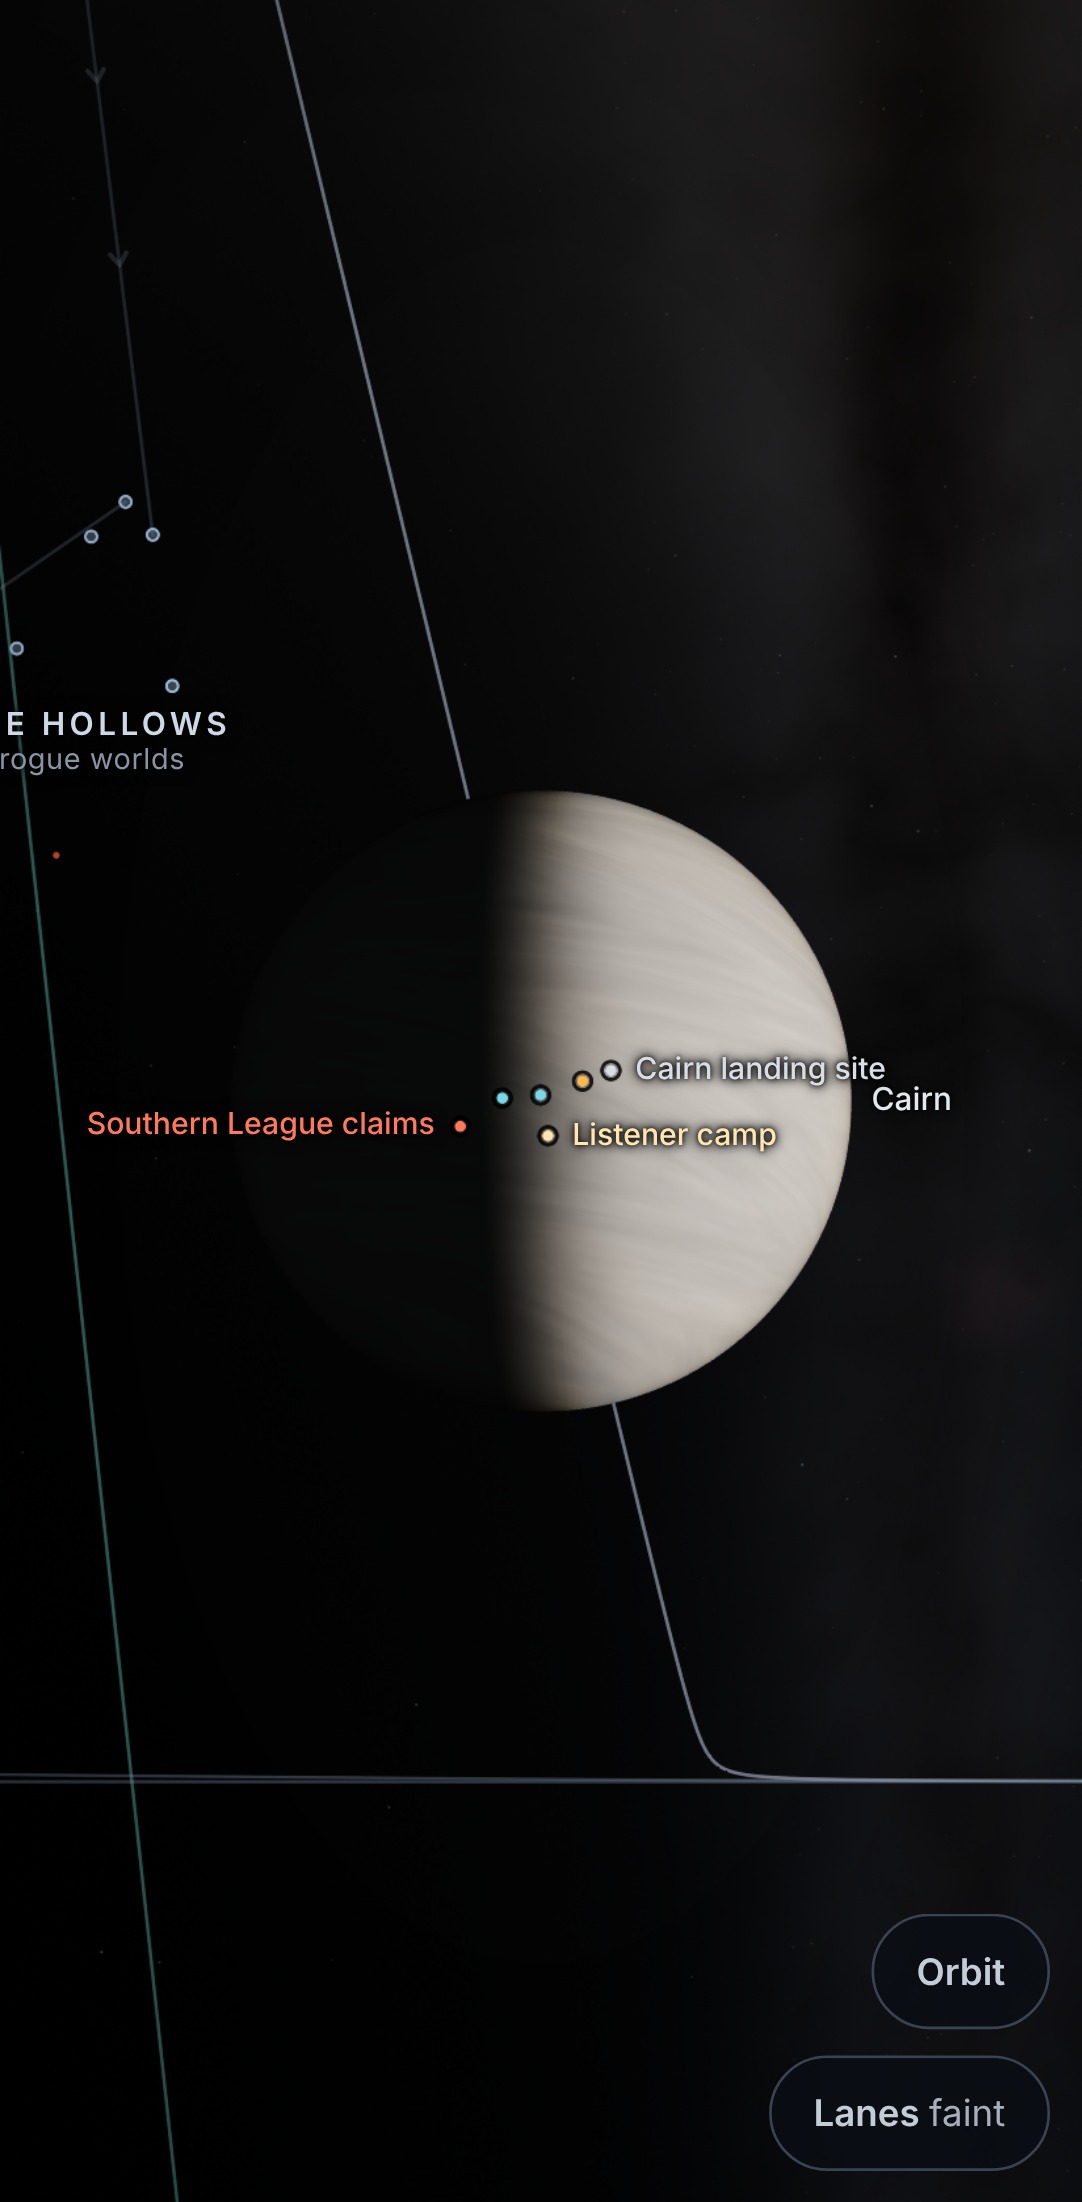 E HOLLOWS
rogue worlds
Cairn landing site
Cairn
Southern League claims
Listener camp
Orbit
Lanes faint